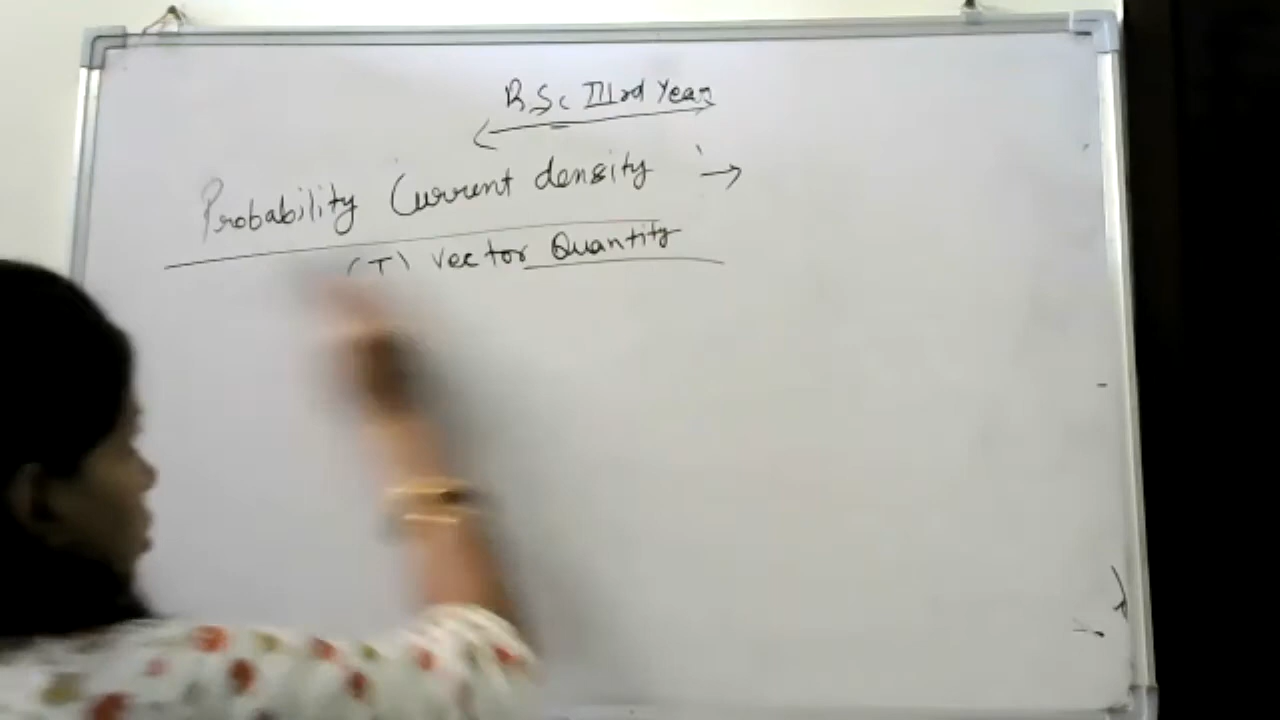 B.Sc IIIrd Year
Probability Current density :→
(J) Vector Quantity